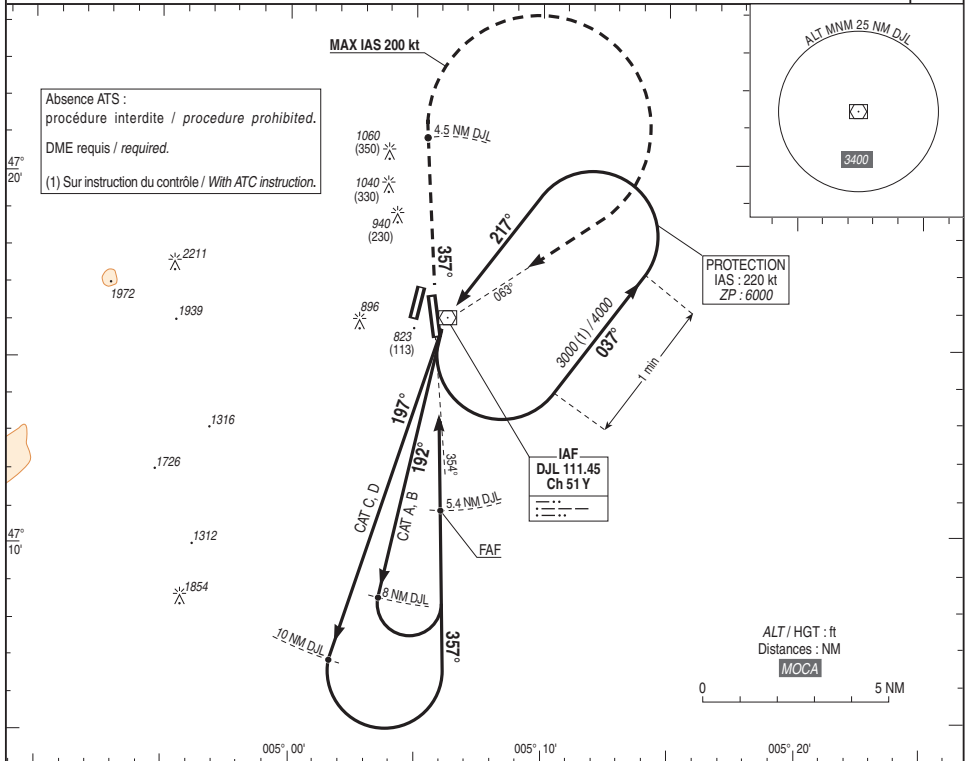 MAX IAS 200 kt
ALT MNM 25 NM DJL
3400
Absence ATS :
procédure interdite / procedure prohibited.
DME requis / required.
(1) Sur instruction du contrôle / With ATC instruction.
47°
20'
1060
(350)
4.5 NM DJL
1040
(330)
940
(230)
217°
357°
2211
1972
1939
896
823
(113)
063°
PROTECTION
IAS : 220 kt
ZP : 6000
3000 (1) / 4000
037°
1 min
197°
192°
354°
1316
1726
IAF
DJL 111.45
Ch 51 Y
CAT C, D
CAT A, B
5.4 NM DJL
FAF
47°
10'
1312
1854
8 NM DJL
10 NM DJL
357°
ALT / HGT : ft
Distances : NM
MOCA
0 5 NM
005° 00'
005° 10'
005° 20'